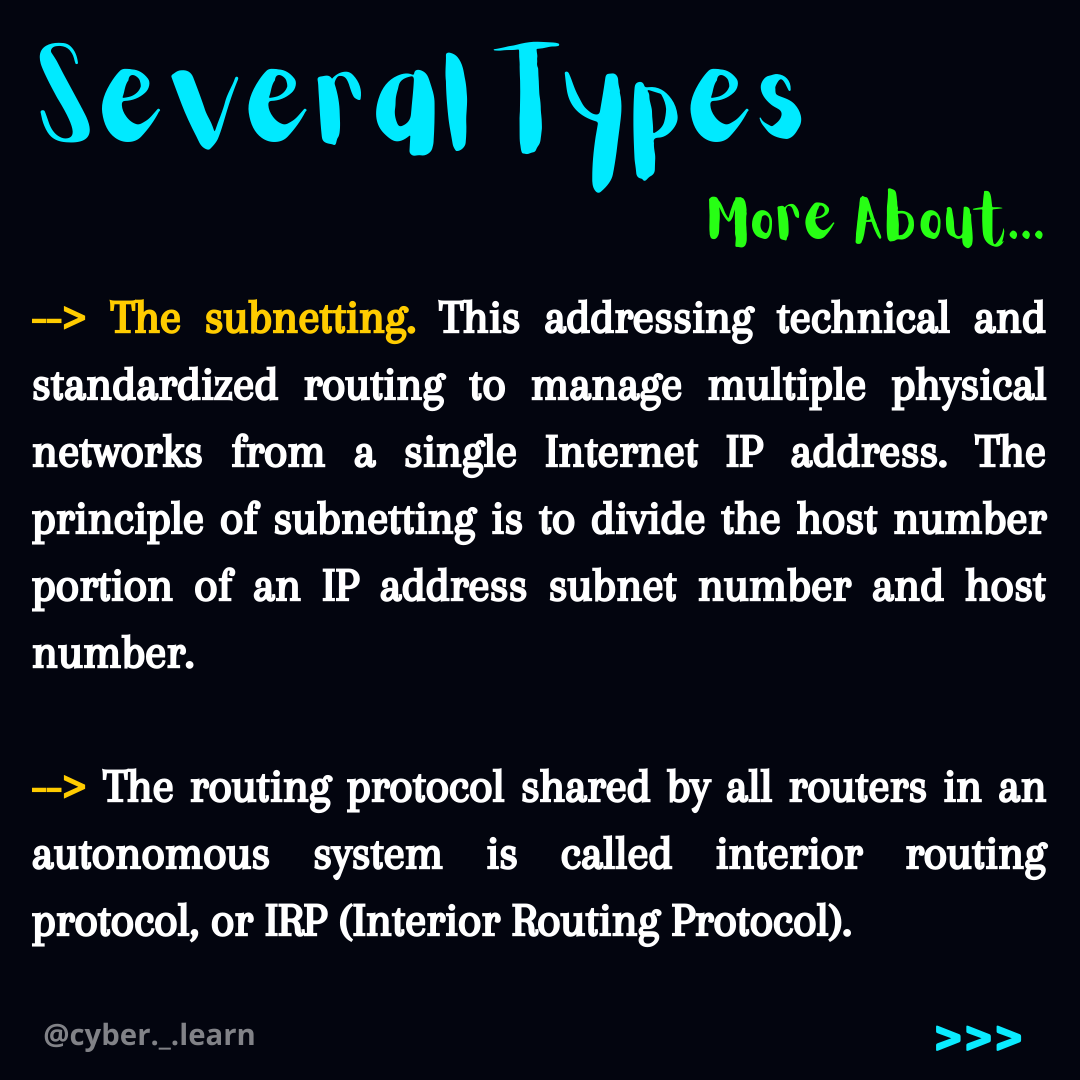 Several Types
More About...
--> The subnetting. This addressing technical and
standardized routing to manage multiple physical
networks from a single Internet IP address. The
principle of subnetting is to divide the host number
portion of an IP address subnet number and host
number.
--> The routing protocol shared by all routers in an
autonomous system is called interior routing
protocol, or IRP (Interior Routing Protocol).
@cyber._.learn
>>>